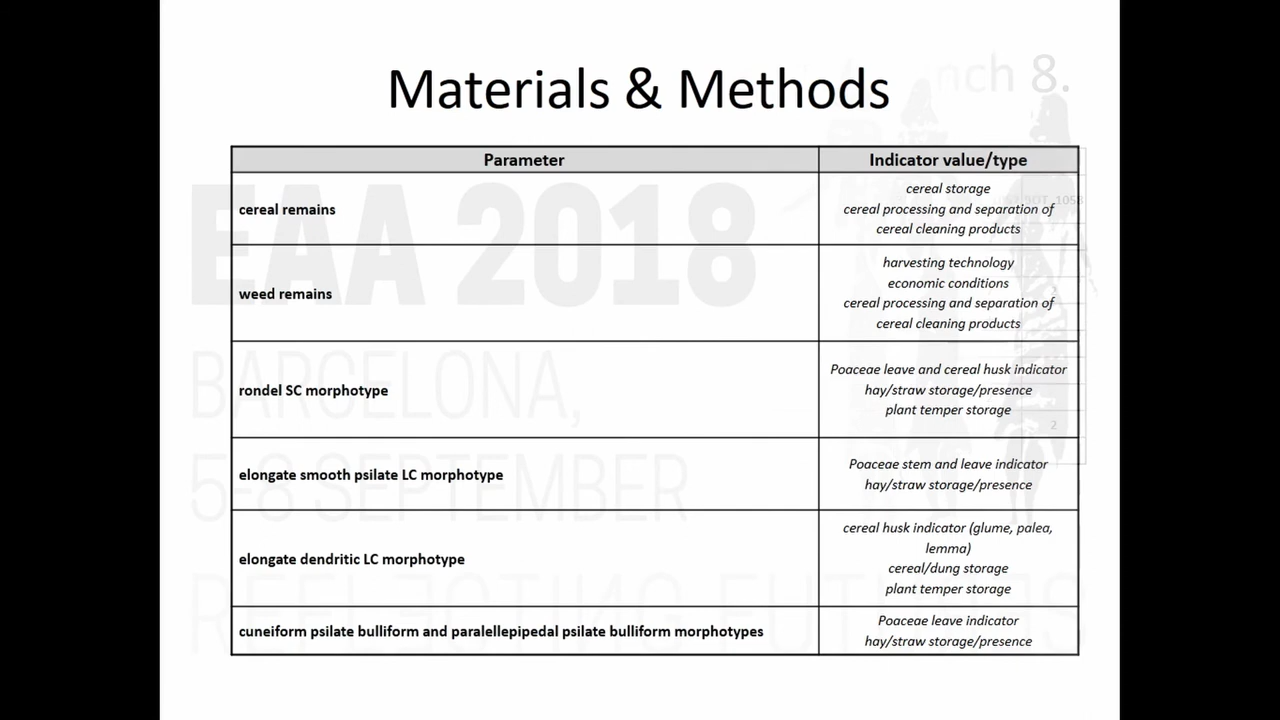 nch 8.
Materials & Methods
Parameter
Indicator value/type
cereal remains
cereal storage
cereal processing and separation of
cereal cleaning products
weed remains
harvesting technology
economic conditions
cereal processing and separation of
cereal cleaning products
rondel SC morphotype
Poaceae leave and cereal husk indicator
hay/straw storage/presence
plant temper storage
elongate smooth psilate LC morphotype
Poaceae stem and leave indicator
hay/straw storage/presence
elongate dendritic LC morphotype
cereal husk indicator (glume, palea,
lemma)
cereal/dung storage
plant temper storage
cuneiform psilate bulliform and paralellepipedal psilate bulliform morphotypes
Poaceae leave indicator
hay/straw storage/presence
EAA 2018
BARCELONA,
5-8 SEPTEMBER
REFLECTING FUTURES
2